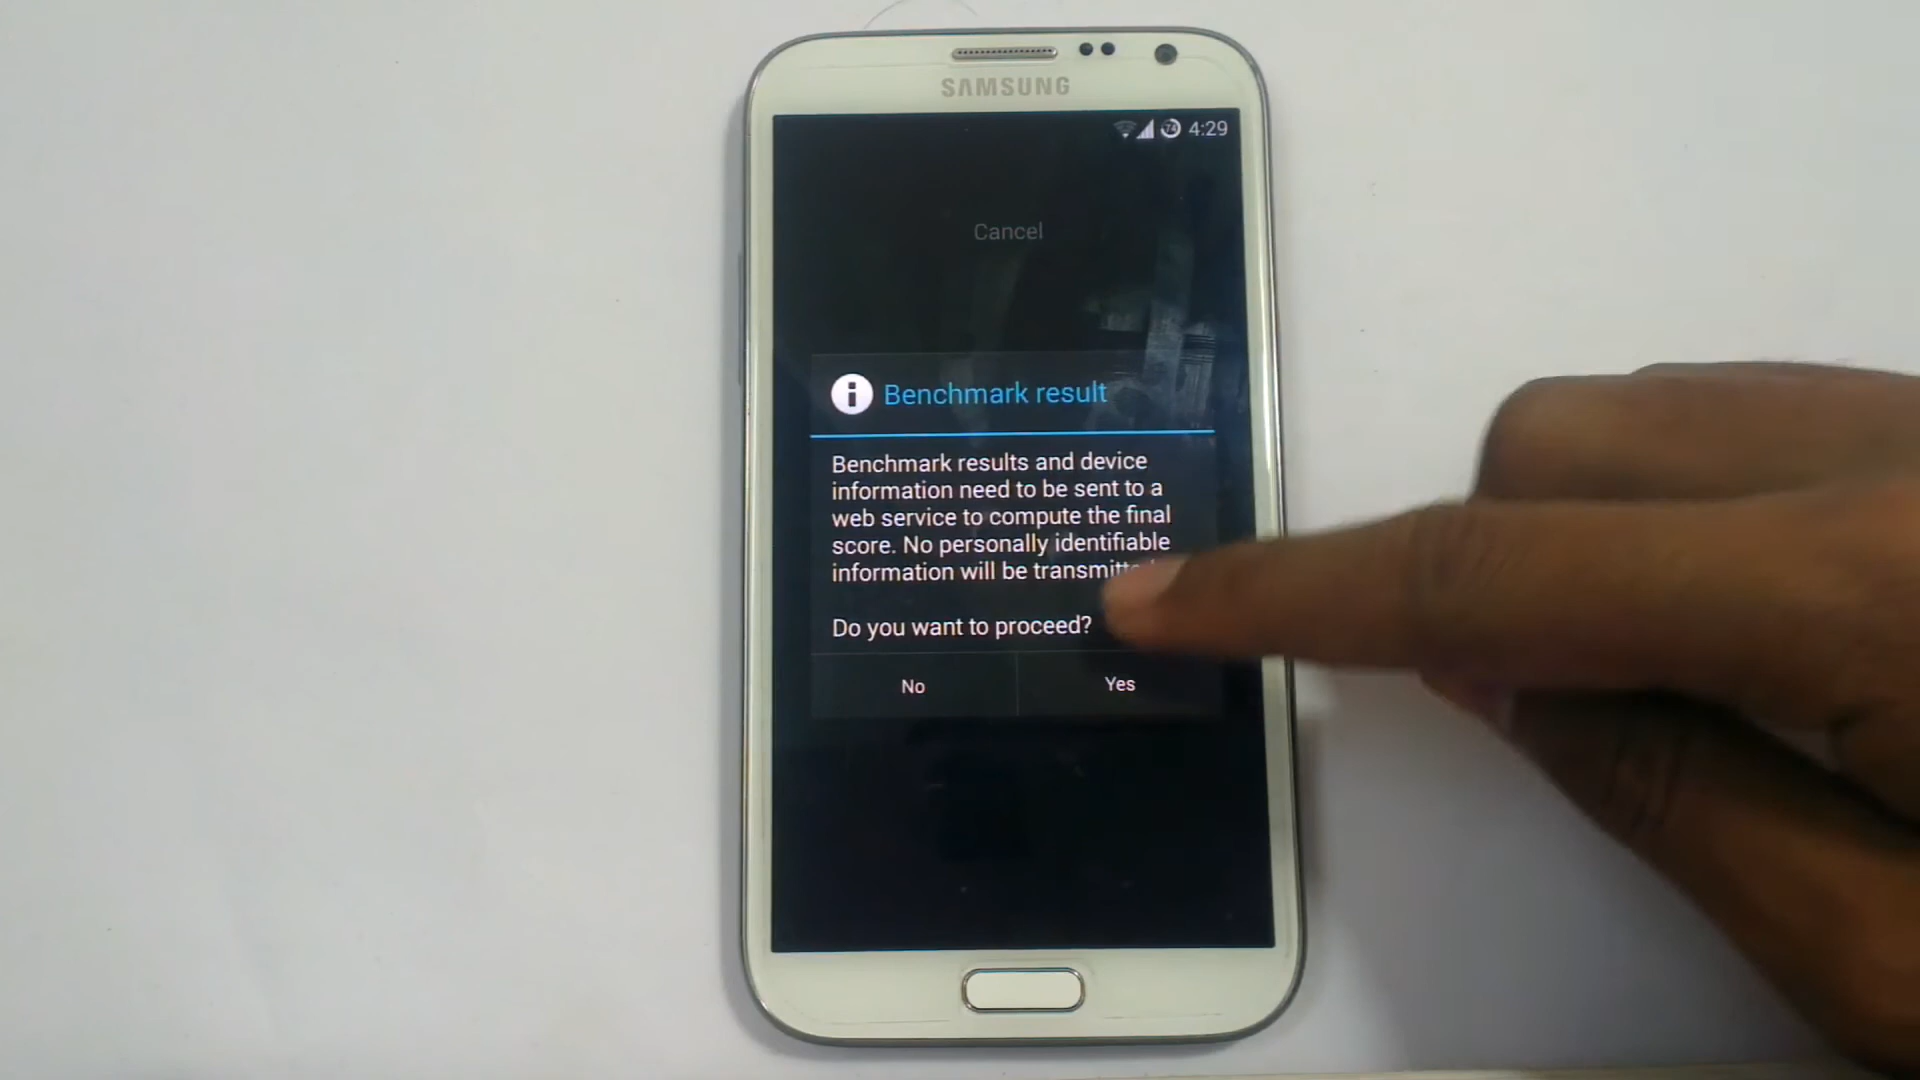 SAMSUNG
74 4:29
Cancel
Benchmark result
Benchmark results and device
information need to be sent to a
web service to compute the final
score. No personally identifiable
information will be
Do you want to proceed?
No Yes